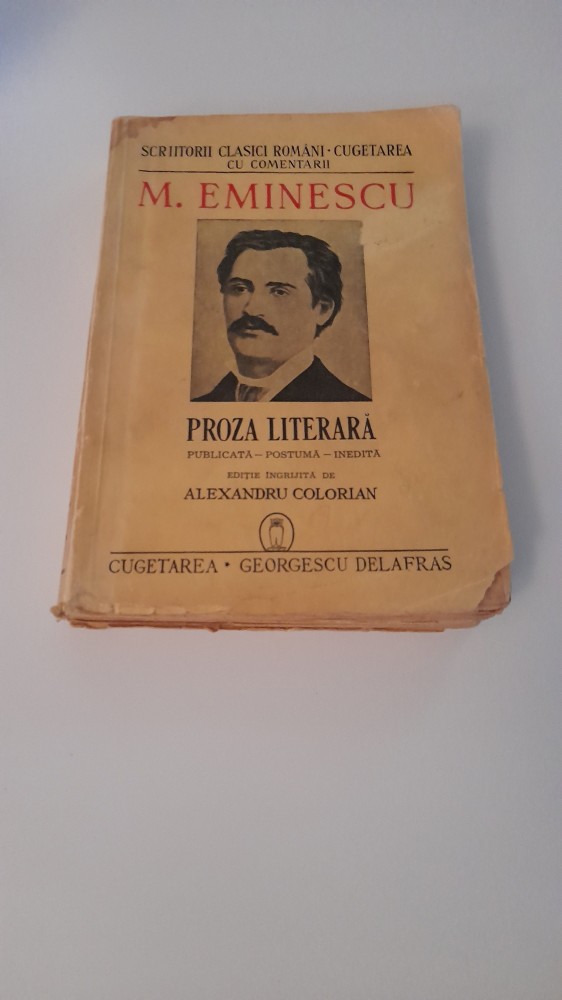 SCRIITORII CLASICI ROMÂNI · CUGETAREA
CU COMENTARII
M. EMINESCU
PROZA LITERARĂ
PUBLICATĂ — POSTUMĂ — INEDITĂ
EDIȚIE ÎNGRIJITĂ DE
ALEXANDRU COLORIAN
CUGETAREA · GEORGESCU DELAFRAS